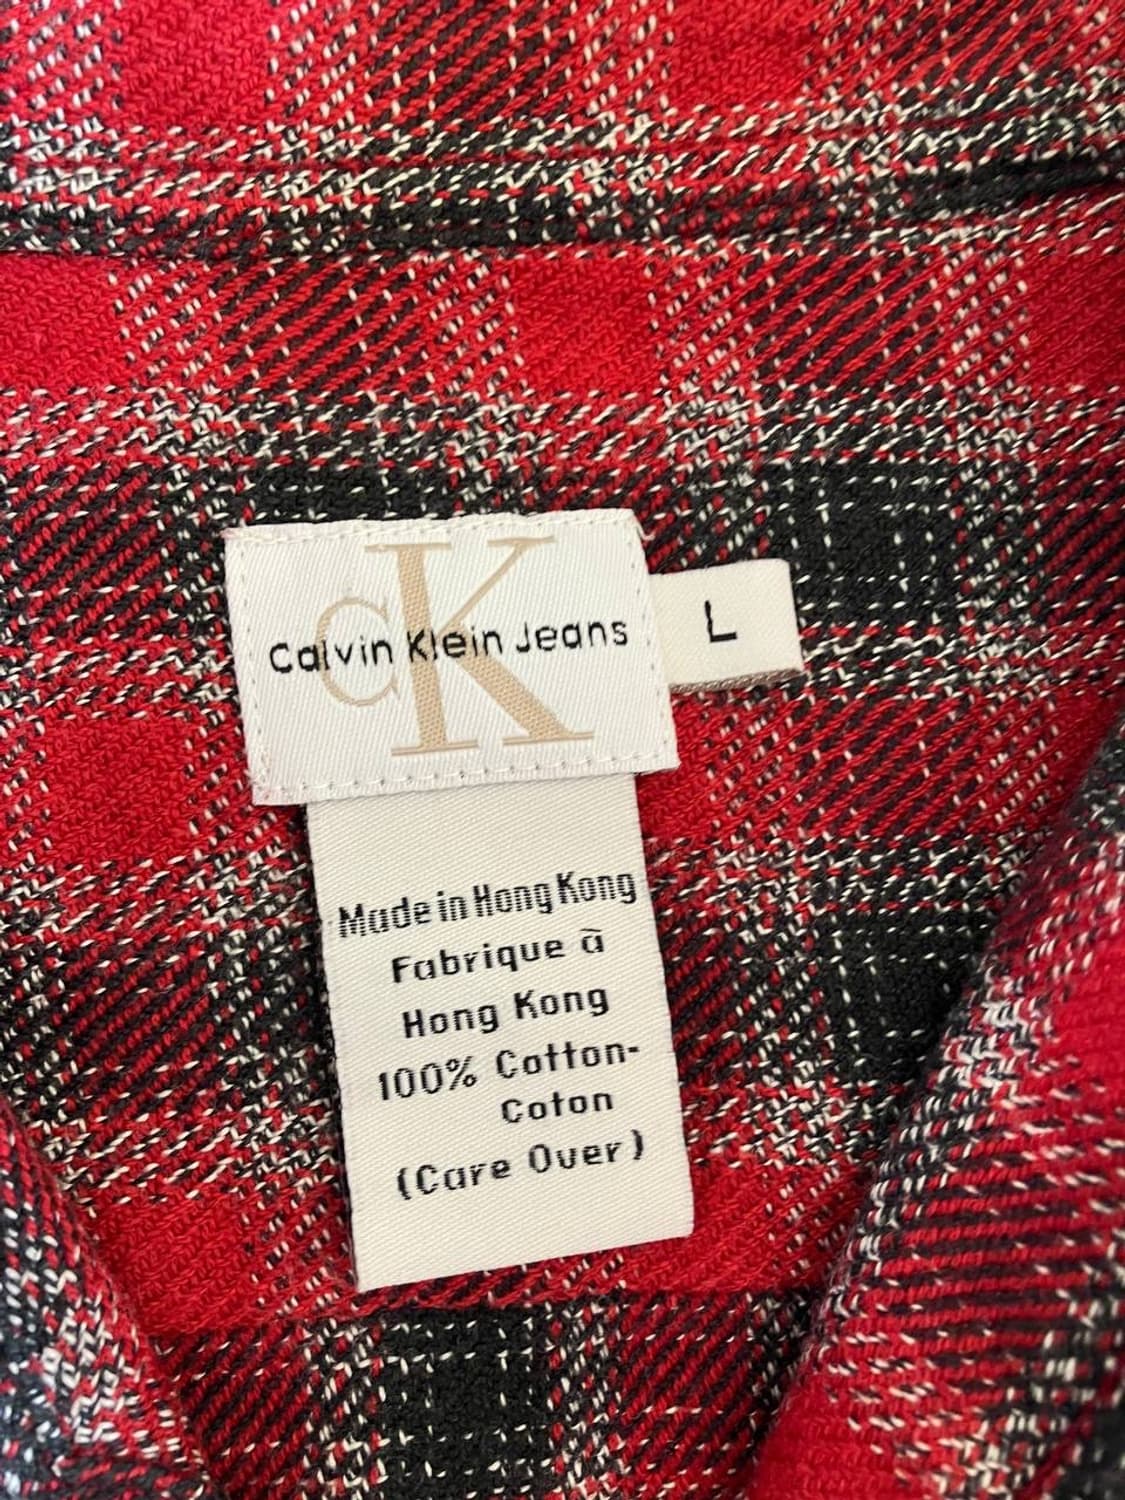 cK
Calvin Klein Jeans
L
Made in Hong Kong
Fabrique à
Hong Kong
100% Cotton-
Coton
(Care Over)